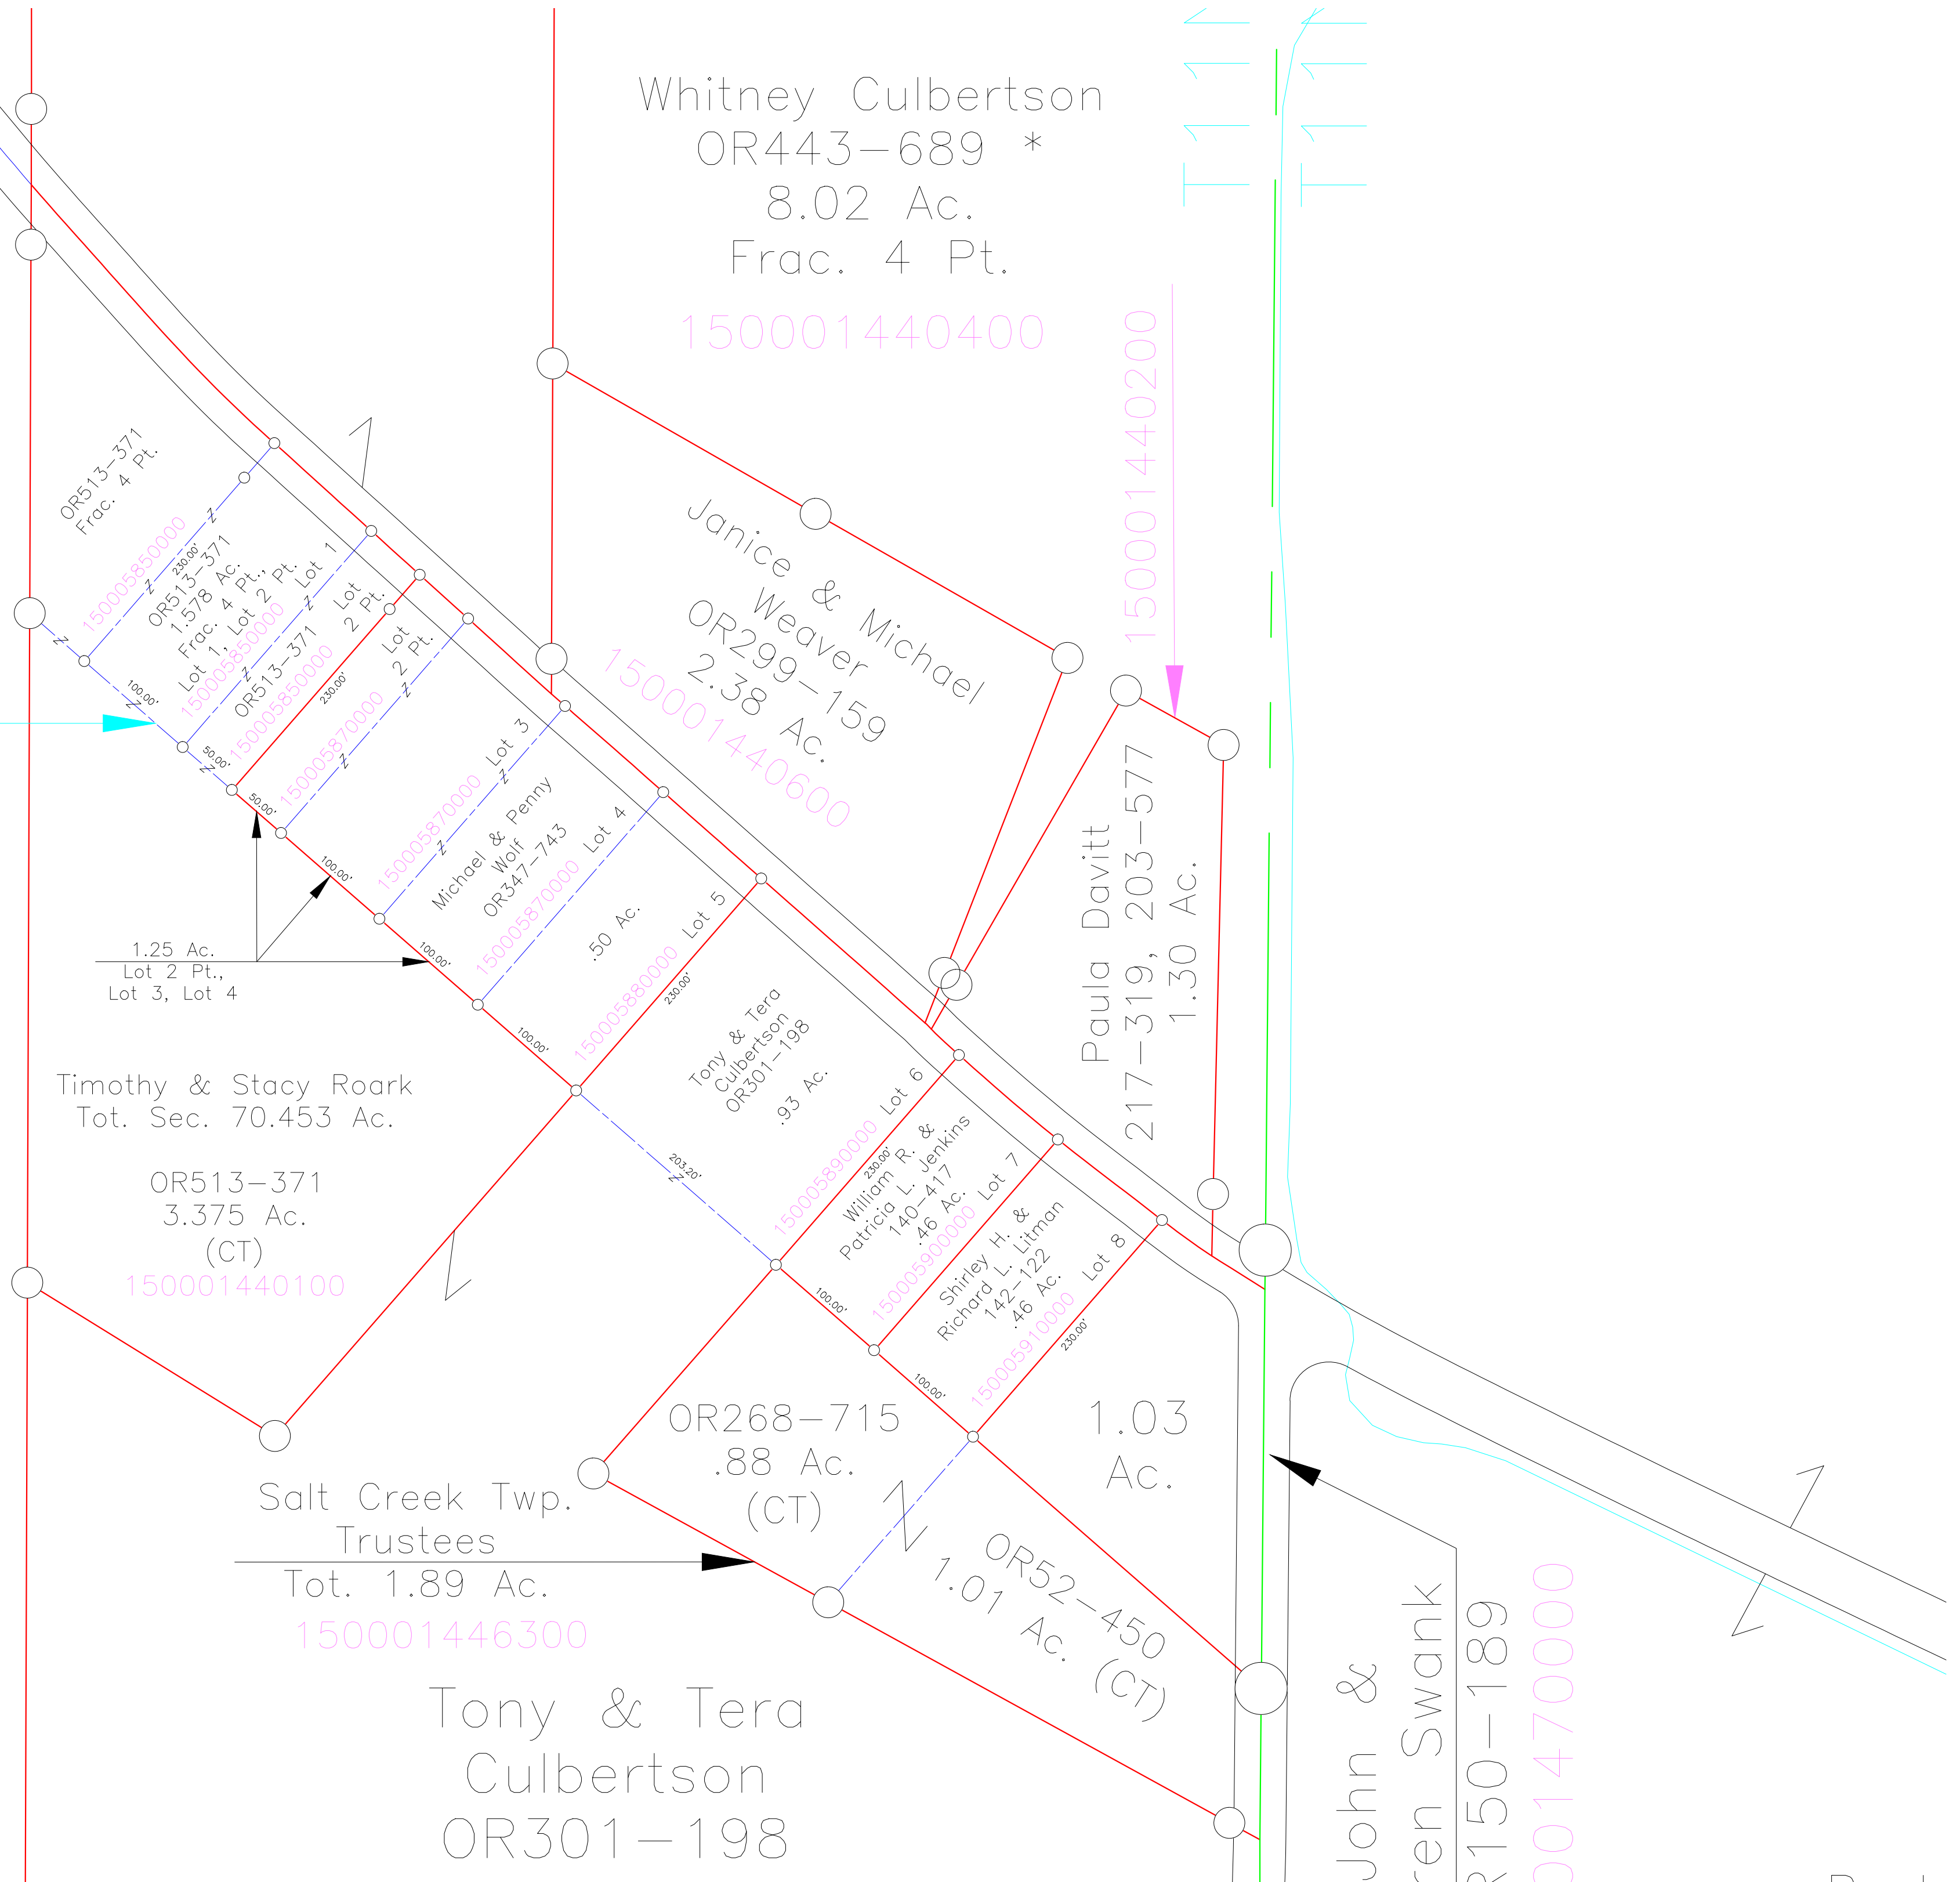 Whitney Culbertson
OR443-689 *
8.02 Ac.
Frac. 4 Pt.
150001440400
150001440200
OR513-371
Frac. 4 Pt.
150005850000
230.00'
OR513-371
1.578 Ac.
Frac. 4 Pt.,
Lot 1, Lot 2 Pt.
150005850000 Lot 1
OR513-371 Lot
2 Pt.
150005850000
230.00'
Lot
2 Pt.
150005870000
100.00'
50.00'
50.00'
100.00'
100.00'
100.00'
150005870000 Lot 3
Michael & Penny
Wolf
OR347-743
150005870000 Lot 4
.50 Ac.
150005880000 Lot 5
230.00'
Janice & Michael
Weaver
OR299-159
2.38 Ac.
150001440600
Paula Davitt
217-319, 203-577
1.30 Ac.
1.25 Ac.
Lot 2 Pt.,
Lot 3, Lot 4
Tony & Tera
Culbertson
OR301-198
.93 Ac.
203.20'
150005890000 Lot 6
230.00'
William R. &
Patricia L. Jenkins
140-417
.46 Ac.
150005900000 Lot 7
Shirley H. &
Richard L. Litman
142-122
.46 Ac.
150005910000 Lot 8
230.00'
100.00'
100.00'
Timothy & Stacy Roark
Tot. Sec. 70.453 Ac.
OR513-371
3.375 Ac.
(CT)
150001440100
OR268-715
.88 Ac.
(CT)
1.03
Ac.
OR52-450
1.01 Ac. (CT)
Salt Creek Twp.
Trustees
Tot. 1.89 Ac.
150001446300
Tony & Tera
Culbertson
OR301-198
John &
Swank
R150-189